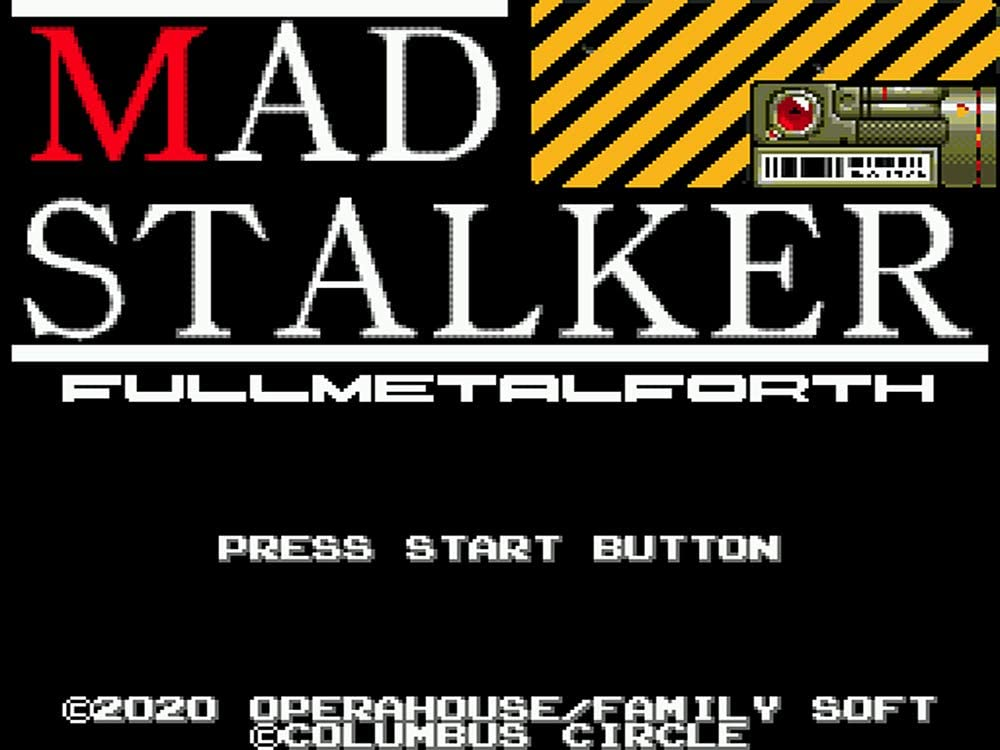 MAD
STALKER
FULLMETALFORTH
PRESS START BUTTON
©2020 OPERAHOUSE/FAMILY SOFT
©COLUMBUS CIRCLE